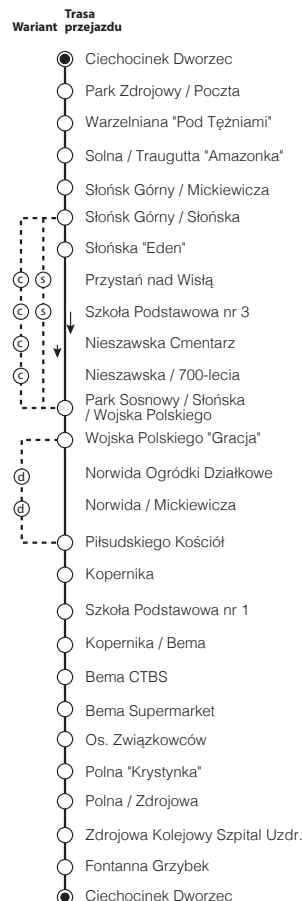 Trasa
Wariant przejazdu
Ciechocinek Dworzec
Park Zdrojowy / Poczta
Warzelniana "Pod Tężniami"
Solna / Traugutta "Amazonka"
Słońsk Górny / Mickiewicza
Słońsk Górny / Słońska
Słońska "Eden"
c s Przystań nad Wisłą
c s Szkoła Podstawowa nr 3
c Nieszawska Cmentarz
c Nieszawska / 700-lecia
Park Sosnowy / Słońska
/ Wojska Polskiego
Wojska Polskiego "Gracja"
d Norwida Ogródki Działkowe
d Norwida / Mickiewicza
Piłsudskiego Kościół
Kopernika
Szkoła Podstawowa nr 1
Kopernika / Bema
Bema CTBS
Bema Supermarket
Os. Związkowców
Polna "Krystynka"
Polna / Zdrojowa
Zdrojowa Kolejowy Szpital Uzdr.
Fontanna Grzybek
Ciechocinek Dworzec